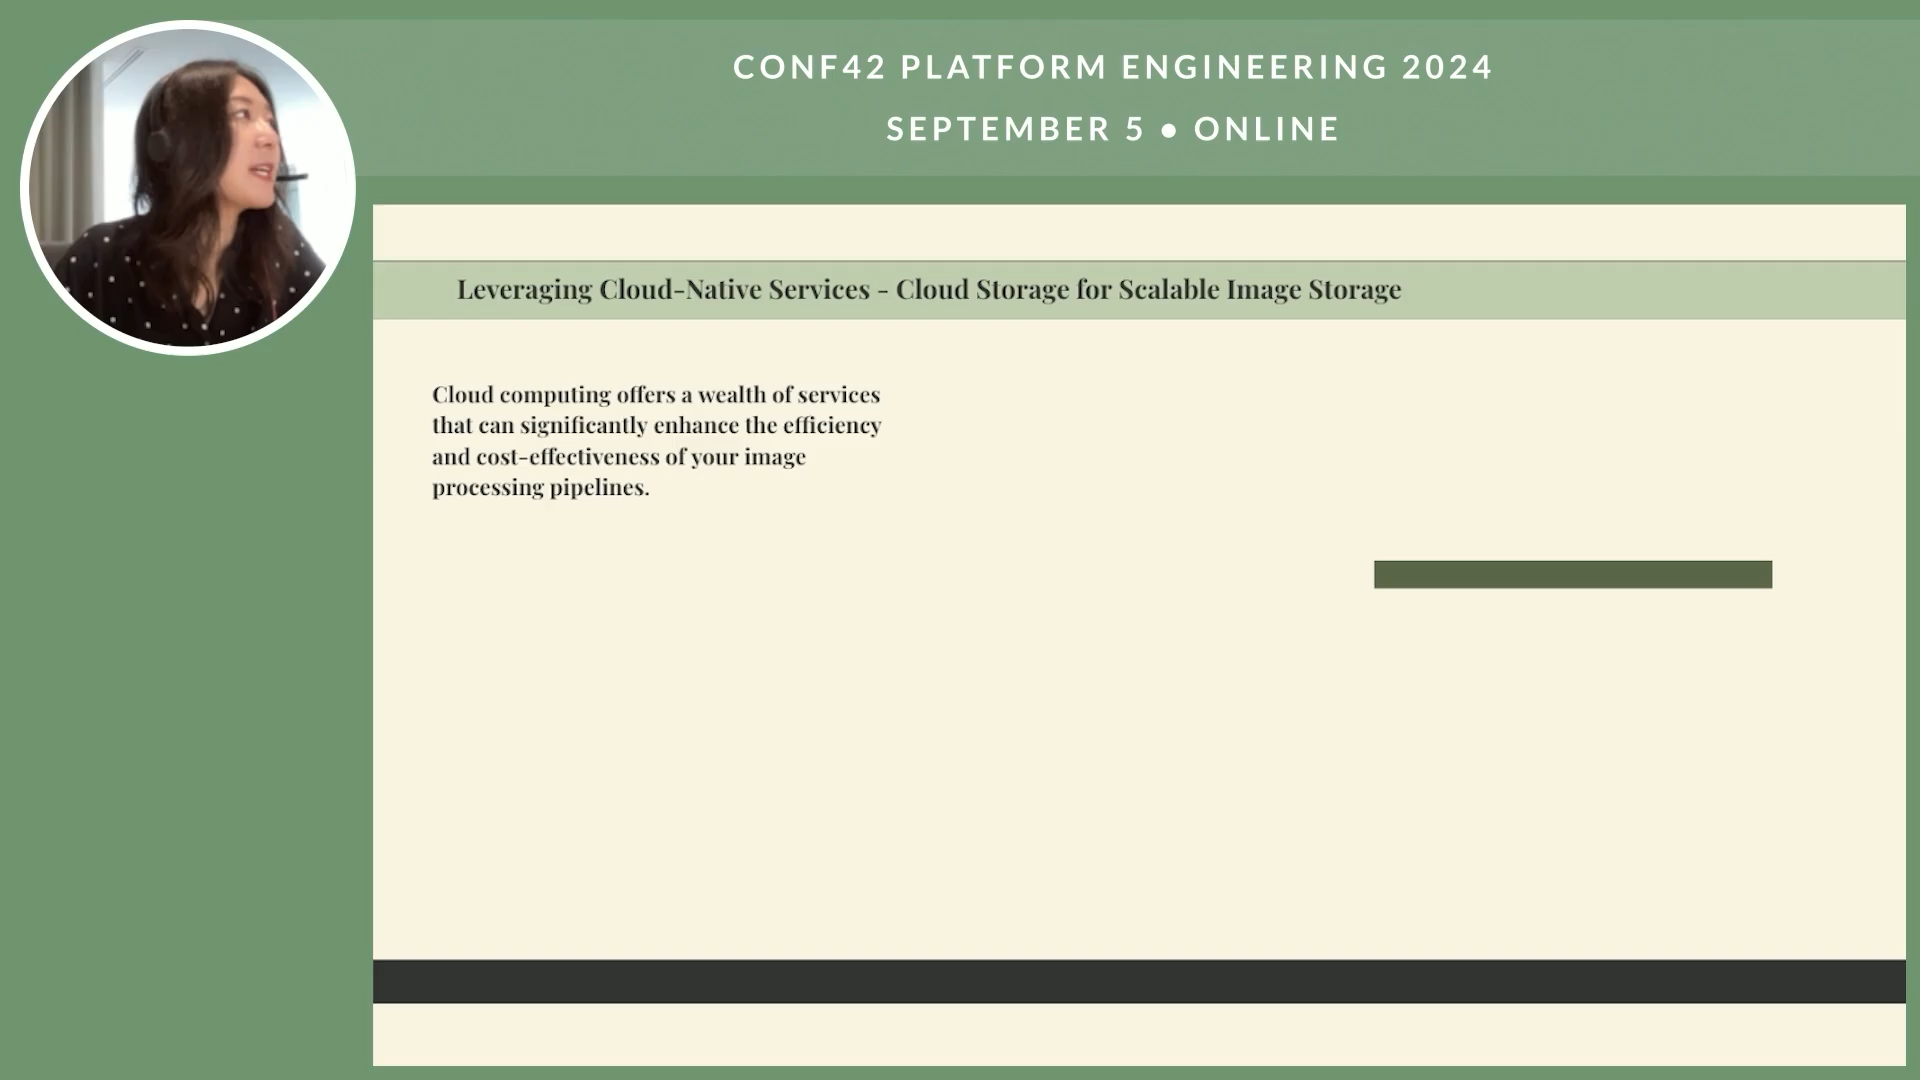 CONF42 PLATFORM ENGINEERING 2024
SEPTEMBER 5 ● ONLINE
Leveraging Cloud-Native Services - Cloud Storage for Scalable Image Storage
Cloud computing offers a wealth of services
that can significantly enhance the efficiency
and cost-effectiveness of your image
processing pipelines.